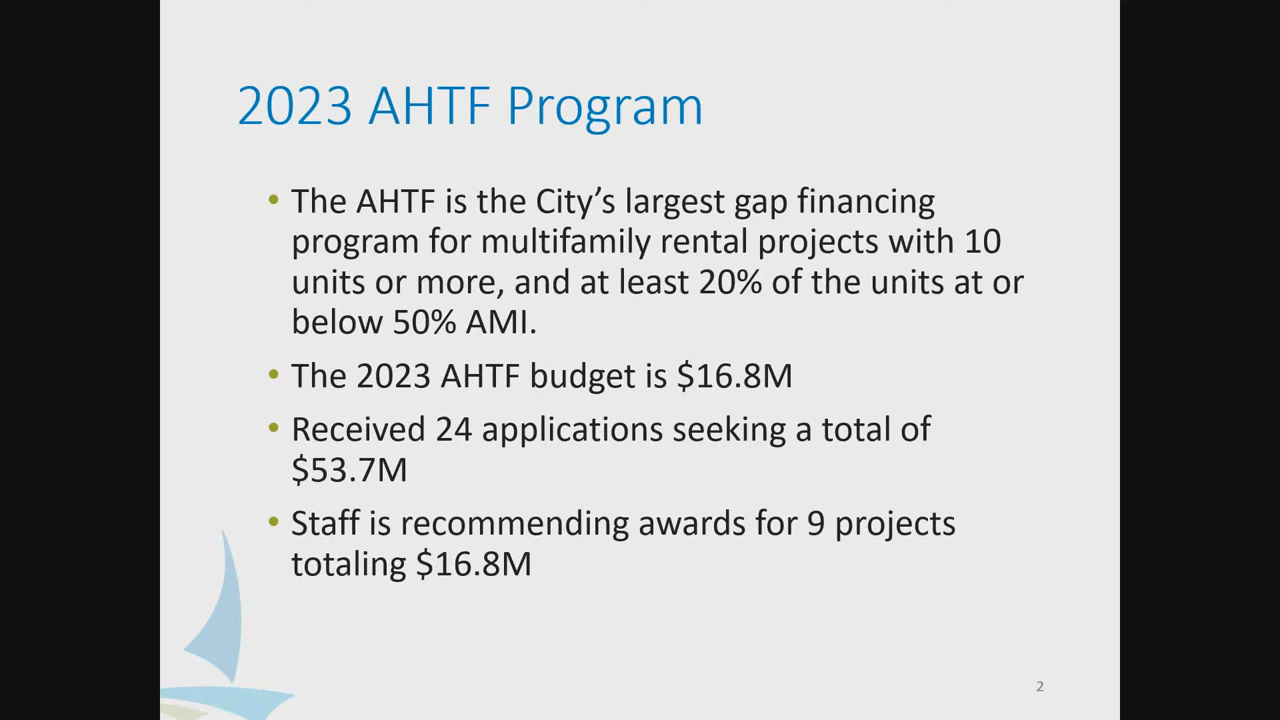 2023 AHTF Program
• The AHTF is the City’s largest gap financing
program for multifamily rental projects with 10
units or more, and at least 20% of the units at or
below 50% AMI.
• The 2023 AHTF budget is $16.8M
• Received 24 applications seeking a total of
$53.7M
• Staff is recommending awards for 9 projects
totaling $16.8M
2